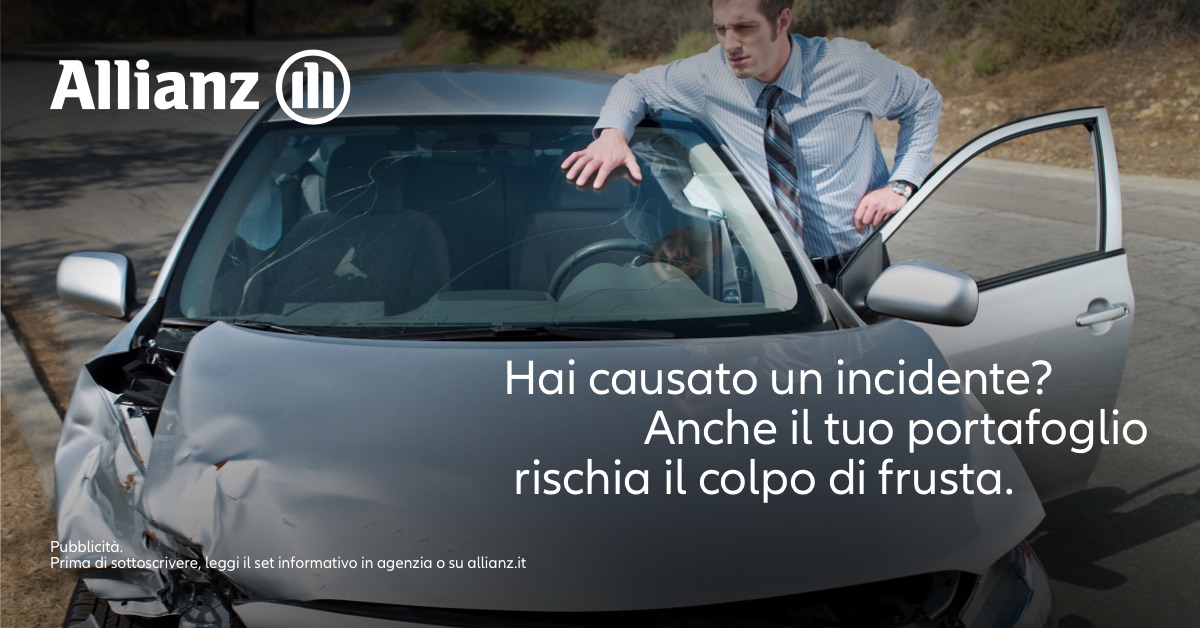 Allianz
Hai causato un incidente?
Anche il tuo portafoglio
rischia il colpo di frusta.
Pubblicità.
Prima di sottoscrivere, leggi il set informativo in agenzia o su allianz.it